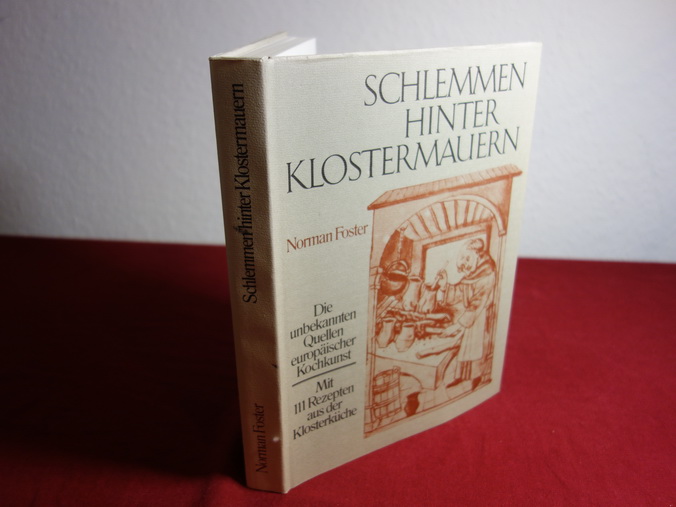 Schlemmen hinter Klostermauern
Norman Foster
SCHLEMMEN
HINTER
KLOSTERMAUERN
Norman Foster
Die
unbekannten
Quellen
europäischer
Kochkunst
Mit
111 Rezepten
aus der
Klosterküche